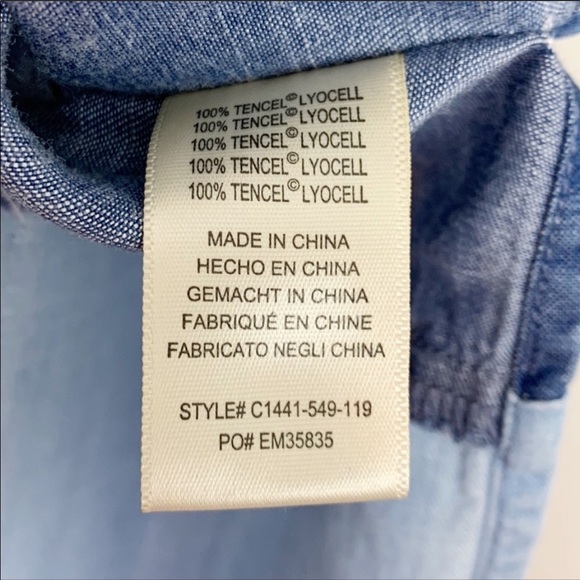 100% TENCEL©LYOCELL
100% TENCEL©LYOCELL
100% TENCEL©LYOCELL
100% TENCEL©LYOCELL
100% TENCEL©LYOCELL
MADE IN CHINA
HECHO EN CHINA
GEMACHT IN CHINA
FABRIQUÉ EN CHINE
FABRICATO NEGLI CHINA
STYLE# C1441-549-119
PO# EM35835